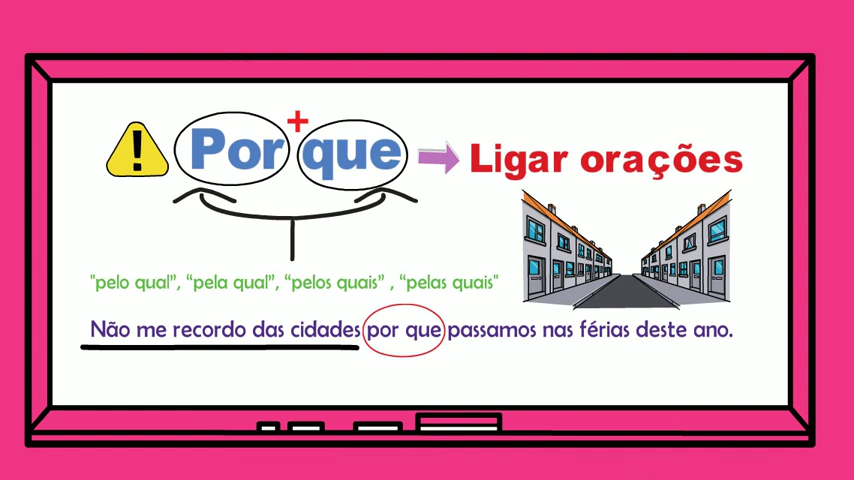 ! Por + que Ligar orações
"pelo qual", "pela qual", "pelos quais" , "pelas quais"
Não me recordo das cidades por que passamos nas férias deste ano.